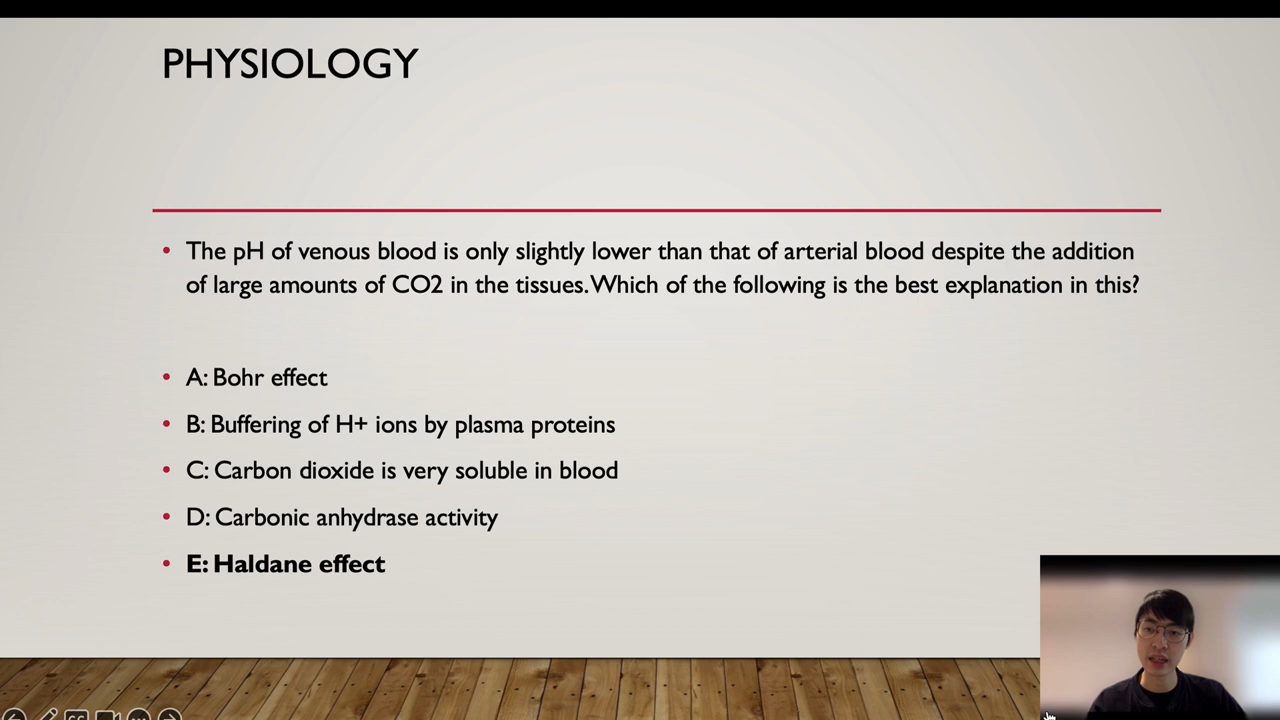 PHYSIOLOGY
• The pH of venous blood is only slightly lower than that of arterial blood despite the addition
of large amounts of CO2 in the tissues. Which of the following is the best explanation in this?
• A: Bohr effect
• B: Buffering of H+ ions by plasma proteins
• C: Carbon dioxide is very soluble in blood
• D: Carbonic anhydrase activity
• E: Haldane effect